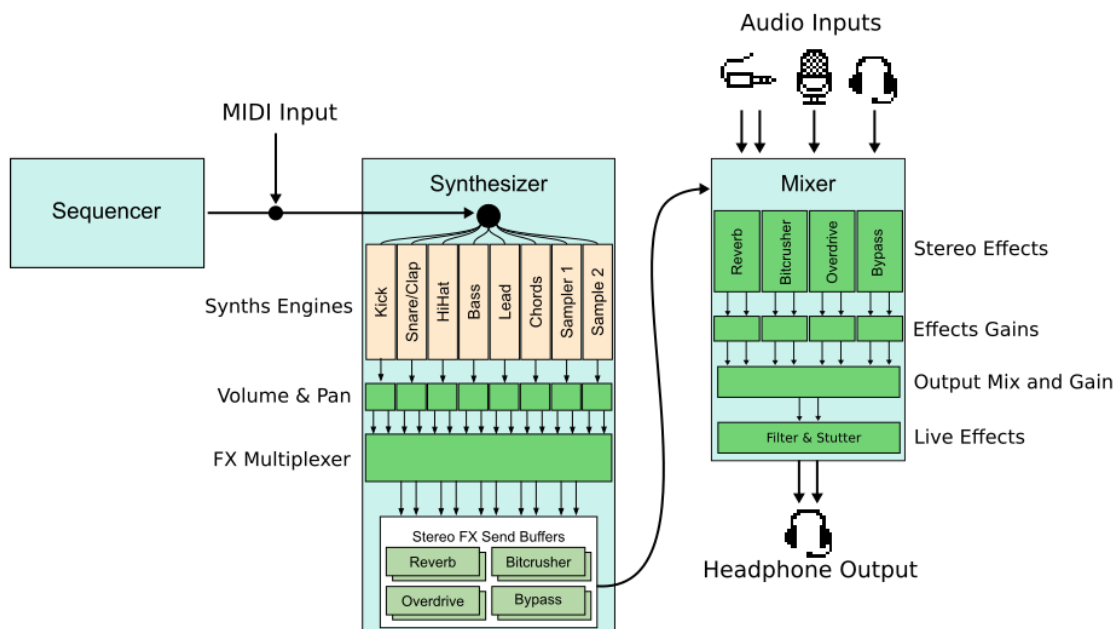 Audio Inputs
MIDI Input
Sequencer
Synthesizer
Mixer
Synths Engines
Kick
Snare/Clap
HiHat
Bass
Lead
Chords
Sampler 1
Sample 2
Reverb
Bitcrusher
Overdrive
Bypass
Stereo Effects
Effects Gains
Volume & Pan
Output Mix and Gain
FX Multiplexer
Filter & Stutter
Live Effects
Stereo FX Send Buffers
Reverb
Bitcrusher
Overdrive
Bypass
Headphone Output